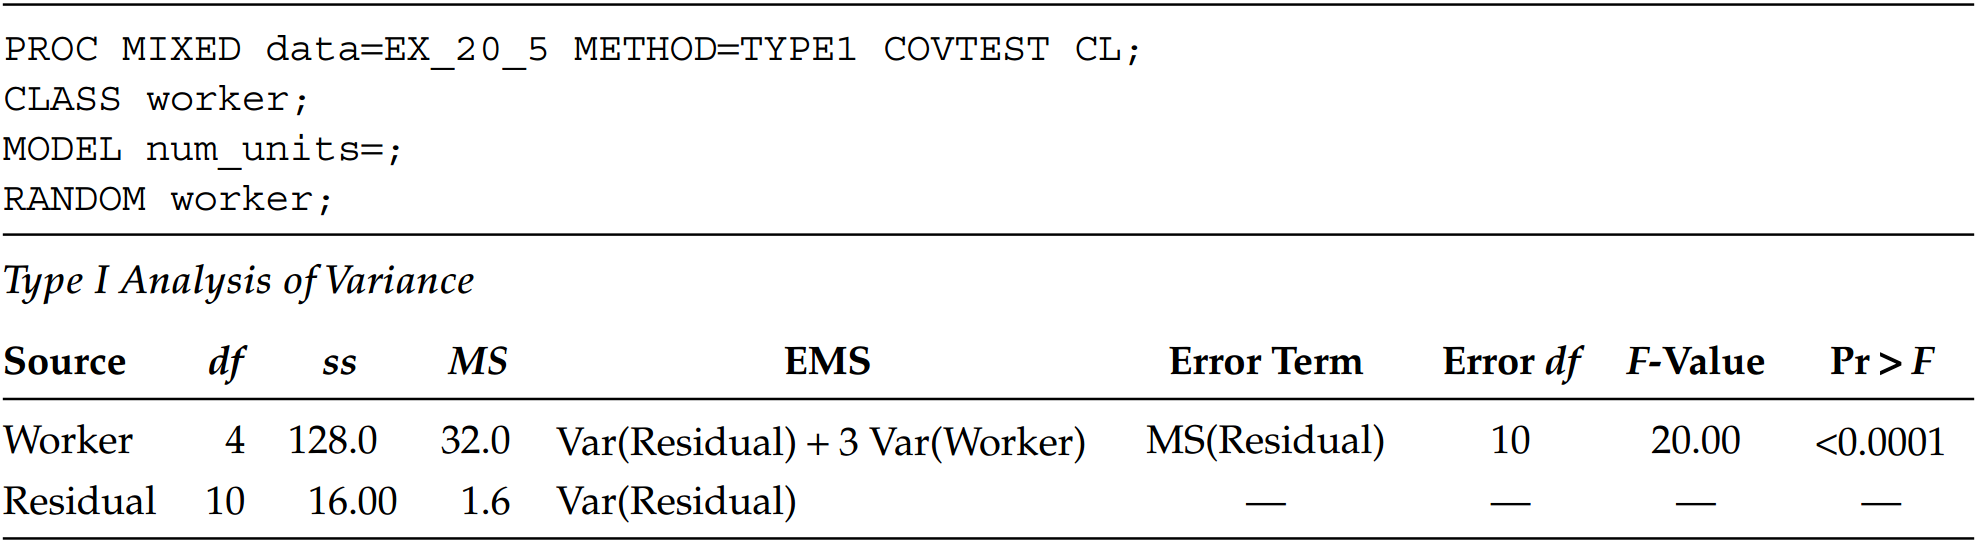 PROC MIXED data=EX_20_5 METHOD=TYPE1 COVTEST CL;
CLASS worker;
MODEL num_units=;
RANDOM worker;
Type I Analysis of Variance
Source df ss MS EMS Error Term Error df F-Value Pr > F
Worker 4 128.0 32.0 Var(Residual) + 3 Var(Worker) MS(Residual) 10 20.00 <0.0001
Residual 10 16.00 1.6 Var(Residual) — — — —